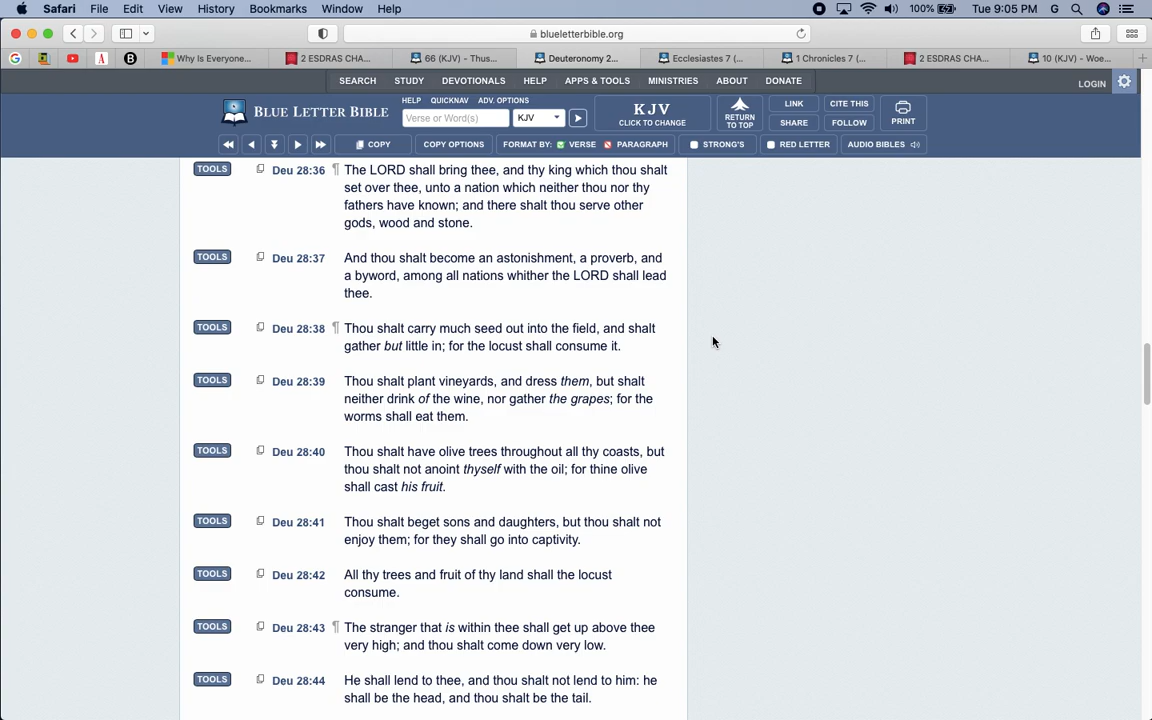 Safari File Edit View History Bookmarks Window Help 100% Tue 9:05 PM G
blueletterbible.org
G A B Why Is Everyone... 2 ESDRAS CHA... 66 (KJV) - Thus... Deuteronomy 2... Ecclesiastes 7 (... 1 Chronicles 7 (... 2 ESDRAS CHA... 10 (KJV) - Woe...
SEARCH STUDY DEVOTIONALS HELP APPS & TOOLS MINISTRIES ABOUT DONATE LOGIN
HELP QUICKNAV ADV. OPTIONS
BLUE LETTER BIBLE
Verse or Word(s) KJV
KJV
CLICK TO CHANGE
RETURN
TO TOP
LINK CITE THIS
SHARE FOLLOW
PRINT
COPY COPY OPTIONS FORMAT BY: VERSE PARAGRAPH STRONG'S RED LETTER AUDIO BIBLES
TOOLS Deu 28:36 ¶ The LORD shall bring thee, and thy king which thou shalt
set over thee, unto a nation which neither thou nor thy
fathers have known; and there shalt thou serve other
gods, wood and stone.
TOOLS Deu 28:37 And thou shalt become an astonishment, a proverb, and
a byword, among all nations whither the LORD shall lead
thee.
TOOLS Deu 28:38 ¶ Thou shalt carry much seed out into the field, and shalt
gather but little in; for the locust shall consume it.
TOOLS Deu 28:39 Thou shalt plant vineyards, and dress them, but shalt
neither drink of the wine, nor gather the grapes; for the
worms shall eat them.
TOOLS Deu 28:40 Thou shalt have olive trees throughout all thy coasts, but
thou shalt not anoint thyself with the oil; for thine olive
shall cast his fruit.
TOOLS Deu 28:41 Thou shalt beget sons and daughters, but thou shalt not
enjoy them; for they shall go into captivity.
TOOLS Deu 28:42 All thy trees and fruit of thy land shall the locust
consume.
TOOLS Deu 28:43 ¶ The stranger that is within thee shall get up above thee
very high; and thou shalt come down very low.
TOOLS Deu 28:44 He shall lend to thee, and thou shalt not lend to him: he
shall be the head, and thou shalt be the tail.